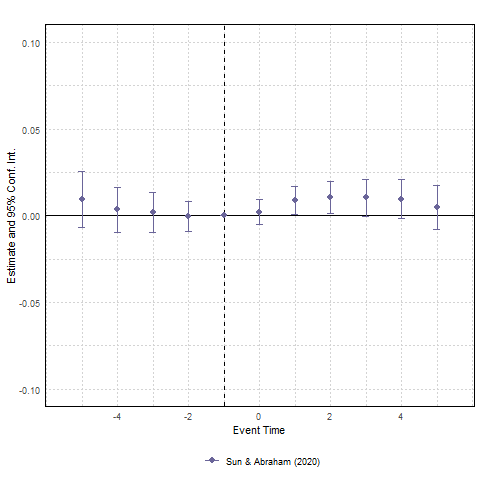 0.10
0.05
0.00
-0.05
-0.10
Estimate and 95% Conf. Int.
-4 -2 0 2 4
Event Time
Sun & Abraham (2020)